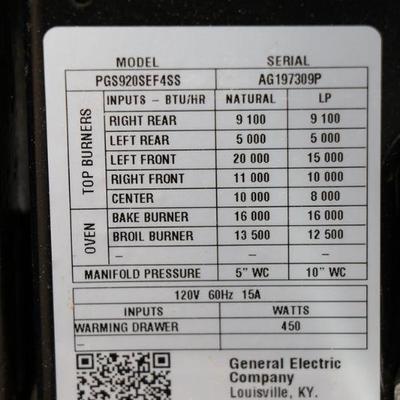 MODEL SERIAL
PGS920SEF4SS AG197309P
TOP BURNERS
INPUTS - BTU/HR NATURAL LP
RIGHT REAR 9 100 9 100
LEFT REAR 5 000 5 000
LEFT FRONT 20 000 15 000
RIGHT FRONT 11 000 10 000
CENTER 10 000 8 000
OVEN
BAKE BURNER 16 000 16 000
BROIL BURNER 13 500 12 500
– – –
MANIFOLD PRESSURE 5" WC 10" WC
120V 60Hz 15A
INPUTS WATTS
WARMING DRAWER 450
–
General Electric
Company
Louisville, KY.